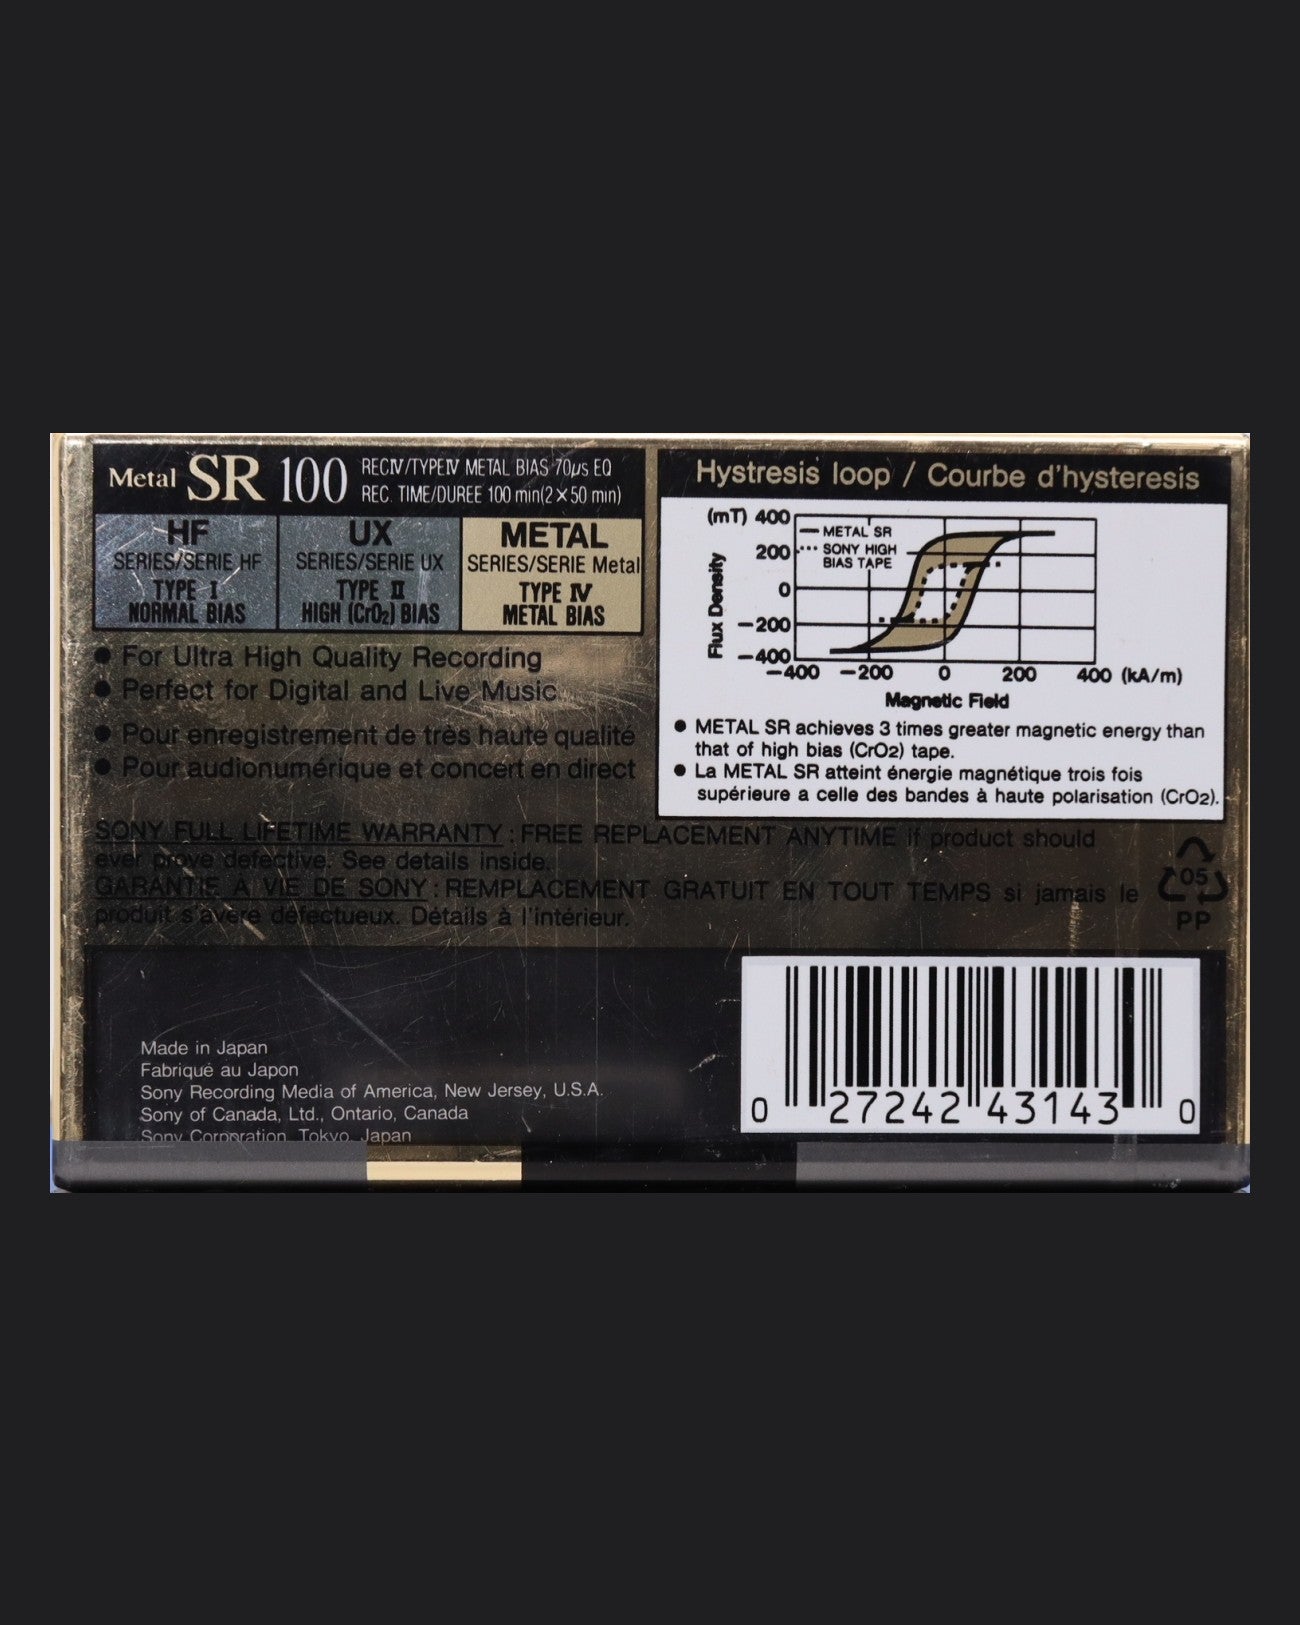 Metal SR 100 RECIV/TYPEIV METAL BIAS 70µs EQ
REC. TIME/DUREE 100 min(2×50 min)
HF
SERIES/SERIE HF
TYPE I
NORMAL BIAS
UX
SERIES/SERIE UX
TYPE II
HIGH (CrO2) BIAS
METAL
SERIES/SERIE Metal
TYPE IV
METAL BIAS
● For Ultra High Quality Recording
● Perfect for Digital and Live Music
● Pour enregistrement de très haute qualité
● Pour audionumérique et concert en direct
Hystresis loop / Courbe d'hysteresis
(mT) 400
200
0
−200
−400
Flux Density
METAL SR
SONY HIGH
BIAS TAPE
−400 −200 0 200 400 (kA/m)
Magnetic Field
● METAL SR achieves 3 times greater magnetic energy than
that of high bias (CrO2) tape.
● La METAL SR atteint énergie magnétique trois fois
supérieure a celle des bandes à haute polarisation (CrO2).
SONY FULL LIFETIME WARRANTY : FREE REPLACEMENT ANYTIME if product should
ever prove defective. See details inside.
GARANTIE À VIE DE SONY : REMPLACEMENT GRATUIT EN TOUT TEMPS si jamais le
produit s'avère défectueux. Détails à l'intérieur.
05
PP
Made in Japan
Fabriqué au Japon
Sony Recording Media of America, New Jersey, U.S.A.
Sony of Canada, Ltd., Ontario, Canada
Sony Corporation, Tokyo, Japan
0 27242 43143 0